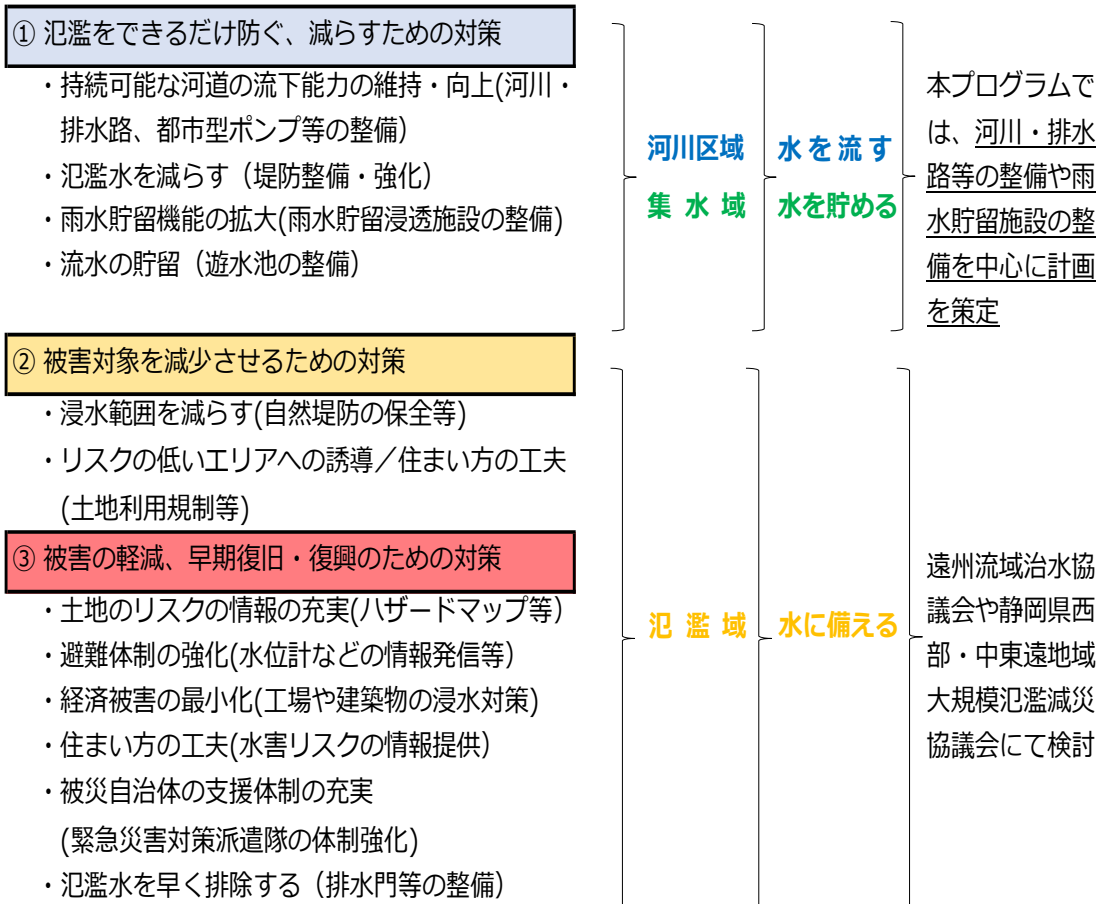 ① 氾濫をできるだけ防ぐ、減らすための対策
・持続可能な河道の流下能力の維持・向上(河川・
排水路、都市型ポンプ等の整備)
・氾濫水を減らす（堤防整備・強化）
・雨水貯留機能の拡大(雨水貯留浸透施設の整備)
・流水の貯留（遊水池の整備）
河川区域
集 水 域
水 を 流 す
水を貯める
本プログラムで
は、河川・排水
路等の整備や雨
水貯留施設の整
備を中心に計画
を策定
② 被害対象を減少させるための対策
・浸水範囲を減らす(自然堤防の保全等)
・リスクの低いエリアへの誘導／住まい方の工夫
(土地利用規制等)
③ 被害の軽減、早期復旧・復興のための対策
・土地のリスクの情報の充実(ハザードマップ等）
・避難体制の強化(水位計などの情報発信等）
・経済被害の最小化(工場や建築物の浸水対策)
・住まい方の工夫(水害リスクの情報提供）
・被災自治体の支援体制の充実
(緊急災害対策派遣隊の体制強化)
・氾濫水を早く排除する（排水門等の整備）
氾 濫 域
水に備える
遠州流域治水協
議会や静岡県西
部・中東遠地域
大規模氾濫減災
協議会にて検討